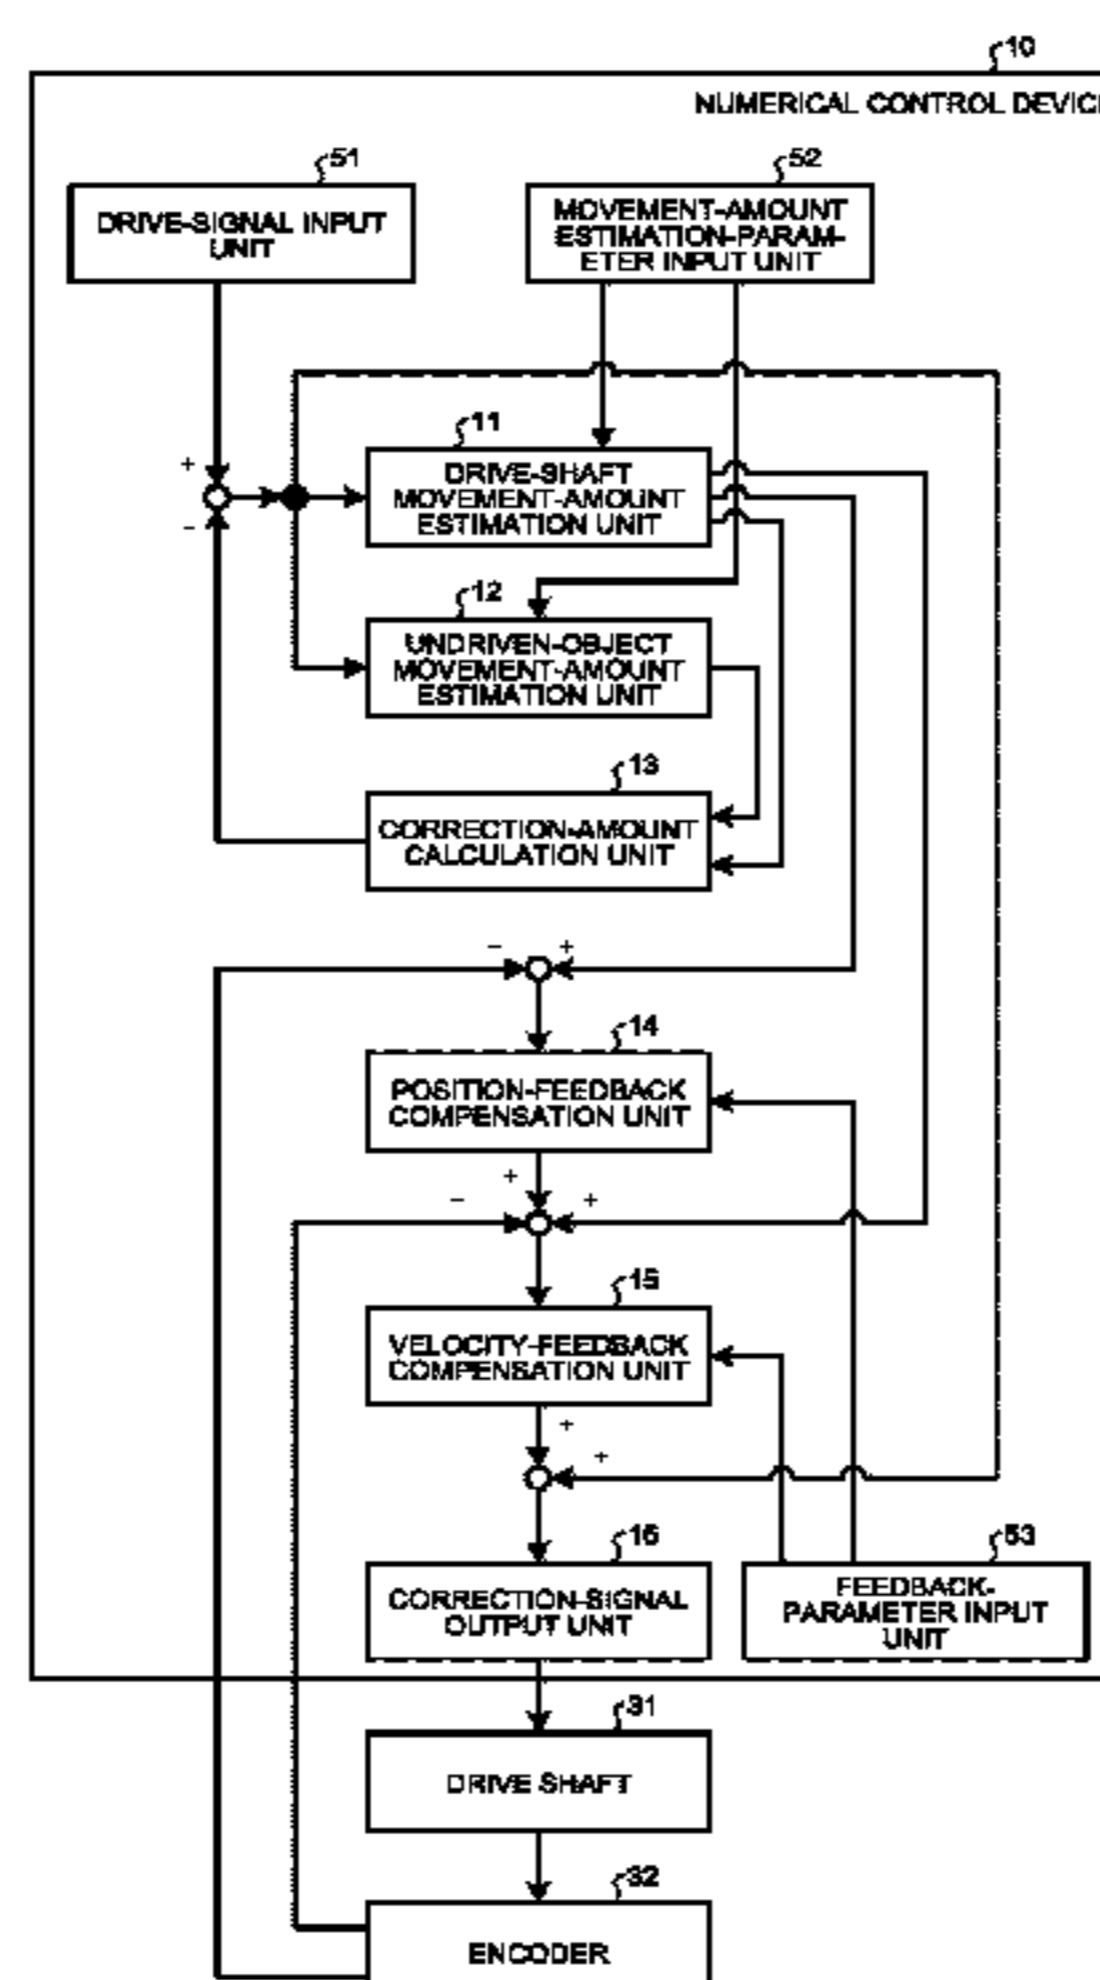 10
NUMERICAL CONTROL DEVIC
51
DRIVE-SIGNAL INPUT
UNIT
52
MOVEMENT-AMOUNT
ESTIMATION-PARAM-
ETER INPUT UNIT
11
DRIVE-SHAFT
MOVEMENT-AMOUNT
ESTIMATION UNIT
+
-
12
UNDRIVEN-OBJECT
MOVEMENT-AMOUNT
ESTIMATION UNIT
13
CORRECTION-AMOUNT
CALCULATION UNIT
- +
14
POSITION-FEEDBACK
COMPENSATION UNIT
+
- +
15
VELOCITY-FEEDBACK
COMPENSATION UNIT
+
+
16
CORRECTION-SIGNAL
OUTPUT UNIT
53
FEEDBACK-
PARAMETER INPUT
UNIT
31
DRIVE SHAFT
32
ENCODER